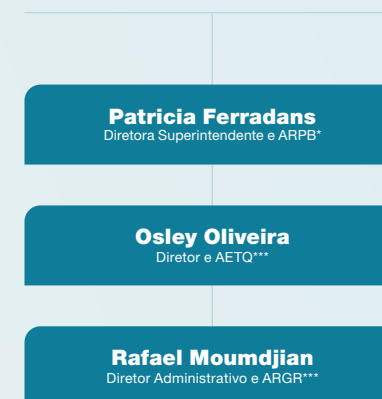 Patricia Ferradans
Diretora Superintendente e ARPB*
Osley Oliveira
Diretor e AETQ***
Rafael Moumdjian
Diretor Administrativo e ARGR***